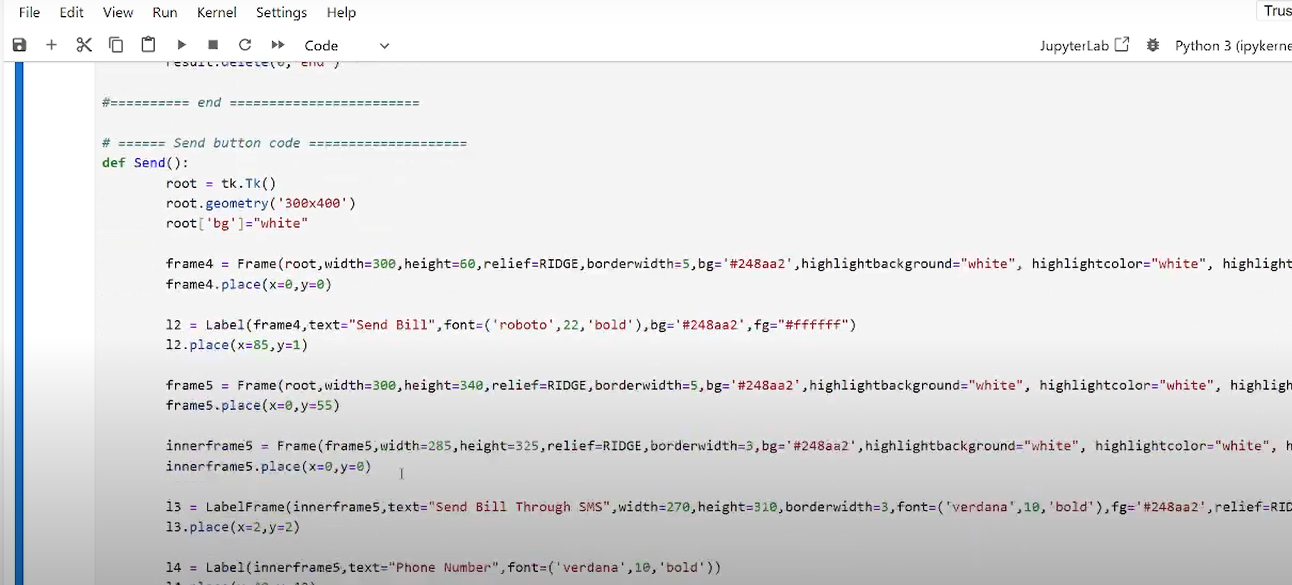 File Edit View Run Kernel Settings Help
Trus
Code
JupyterLab
Python 3 (ipykerne
result.delete(0,"end")
#========== end ========================
# ====== Send button code ====================
def Send():
root = tk.Tk()
root.geometry('300x400')
root['bg']="white"
frame4 = Frame(root,width=300,height=60,relief=RIDGE,borderwidth=5,bg='#248aa2',highlightbackground="white", highlightcolor="white", highlight
frame4.place(x=0,y=0)
l2 = Label(frame4,text="Send Bill",font=('roboto',22,'bold'),bg='#248aa2',fg="#ffffff")
l2.place(x=85,y=1)
frame5 = Frame(root,width=300,height=340,relief=RIDGE,borderwidth=5,bg='#248aa2',highlightbackground="white", highlightcolor="white", highligh
frame5.place(x=0,y=55)
innerframe5 = Frame(frame5,width=285,height=325,relief=RIDGE,borderwidth=3,bg='#248aa2',highlightbackground="white", highlightcolor="white", h
innerframe5.place(x=0,y=0)
l3 = LabelFrame(innerframe5,text="Send Bill Through SMS",width=270,height=310,borderwidth=3,font=('verdana',10,'bold'),fg='#248aa2',relief=RID
l3.place(x=2,y=2)
l4 = Label(innerframe5,text="Phone Number",font=('verdana',10,'bold'))